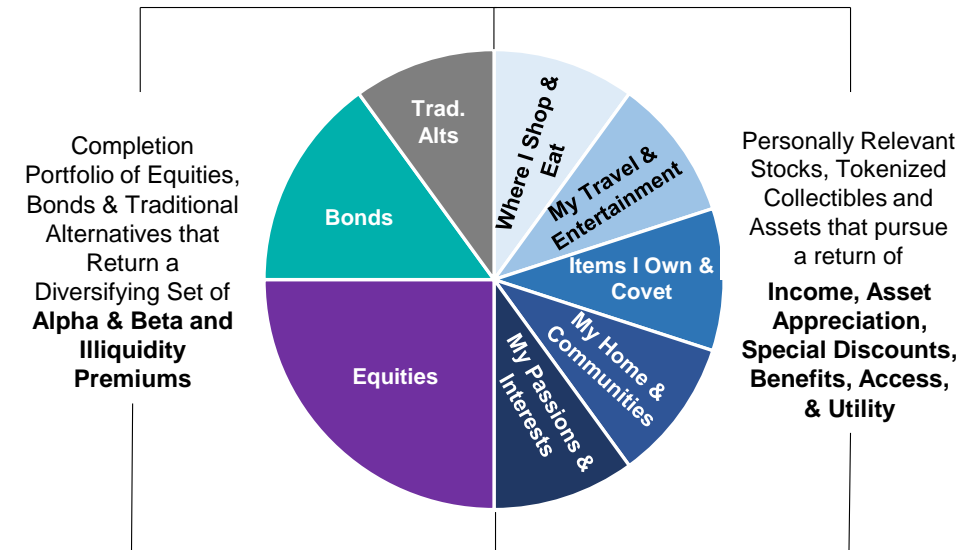 Completion
Portfolio of Equities,
Bonds & Traditional
Alternatives that
Return a
Diversifying Set of
Alpha & Beta and
Illiquidity
Premiums
Trad.
Alts
Bonds
Equities
Where I Shop &
Eat
My Travel &
Entertainment
Items I Own &
Covet
My Home &
Communities
My Passions &
Interests
Personally Relevant
Stocks, Tokenized
Collectibles and
Assets that pursue
a return of
Income, Asset
Appreciation,
Special Discounts,
Benefits, Access,
& Utility